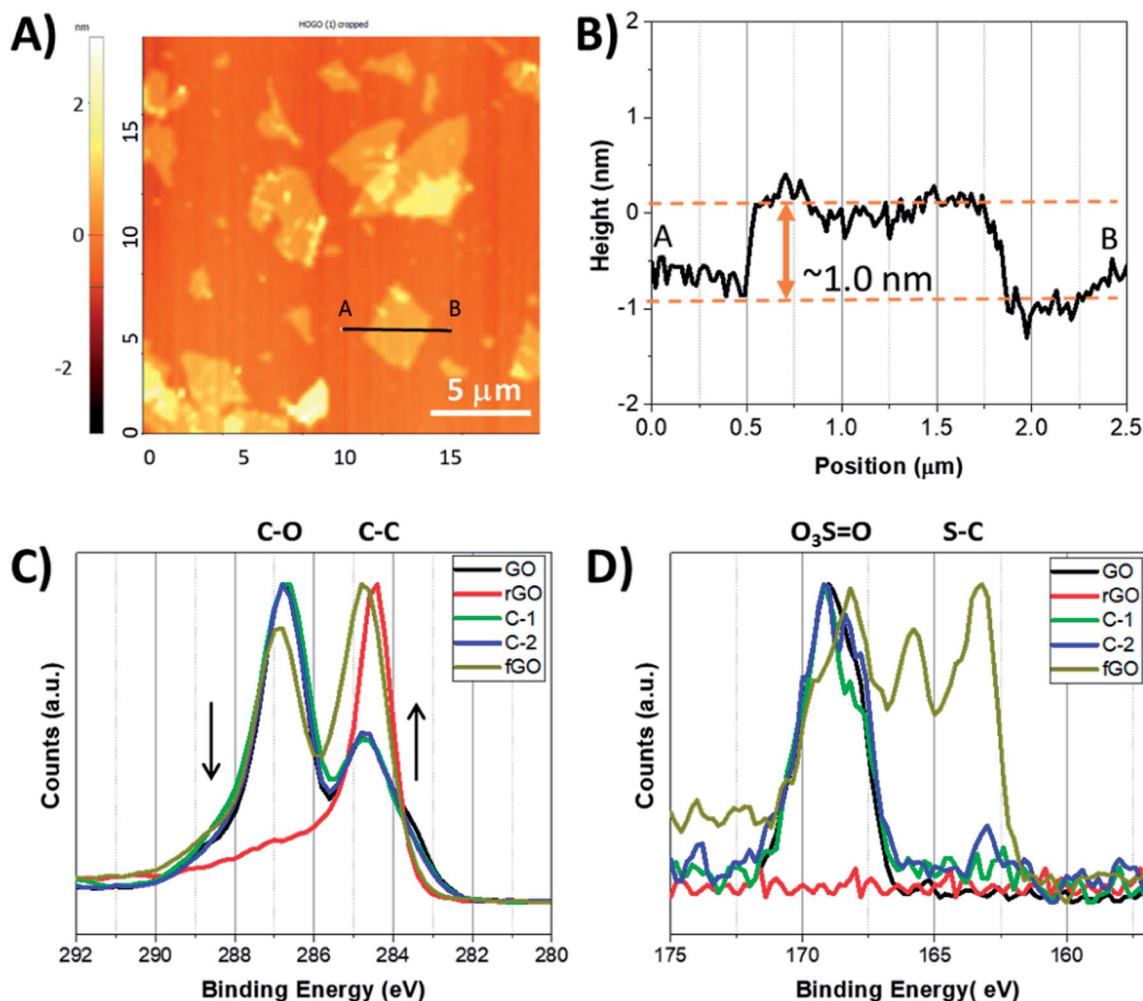 A)
HOGO (1) cropped
nm
2
0
-2
15
10
5
0
A B
5 μm
0 5 10 15
B)
Height (nm)
2
1
0
-1
-2
A
B
~1.0 nm
0.0 0.5 1.0 1.5 2.0 2.5
Position (μm)
C)
C-O C-C
GO
rGO
C-1
C-2
fGO
Counts (a.u.)
292 290 288 286 284 282 280
Binding Energy (eV)
D)
O₃S=O S-C
GO
rGO
C-1
C-2
fGO
Counts (a.u.)
175 170 165 160
Binding Energy( eV)